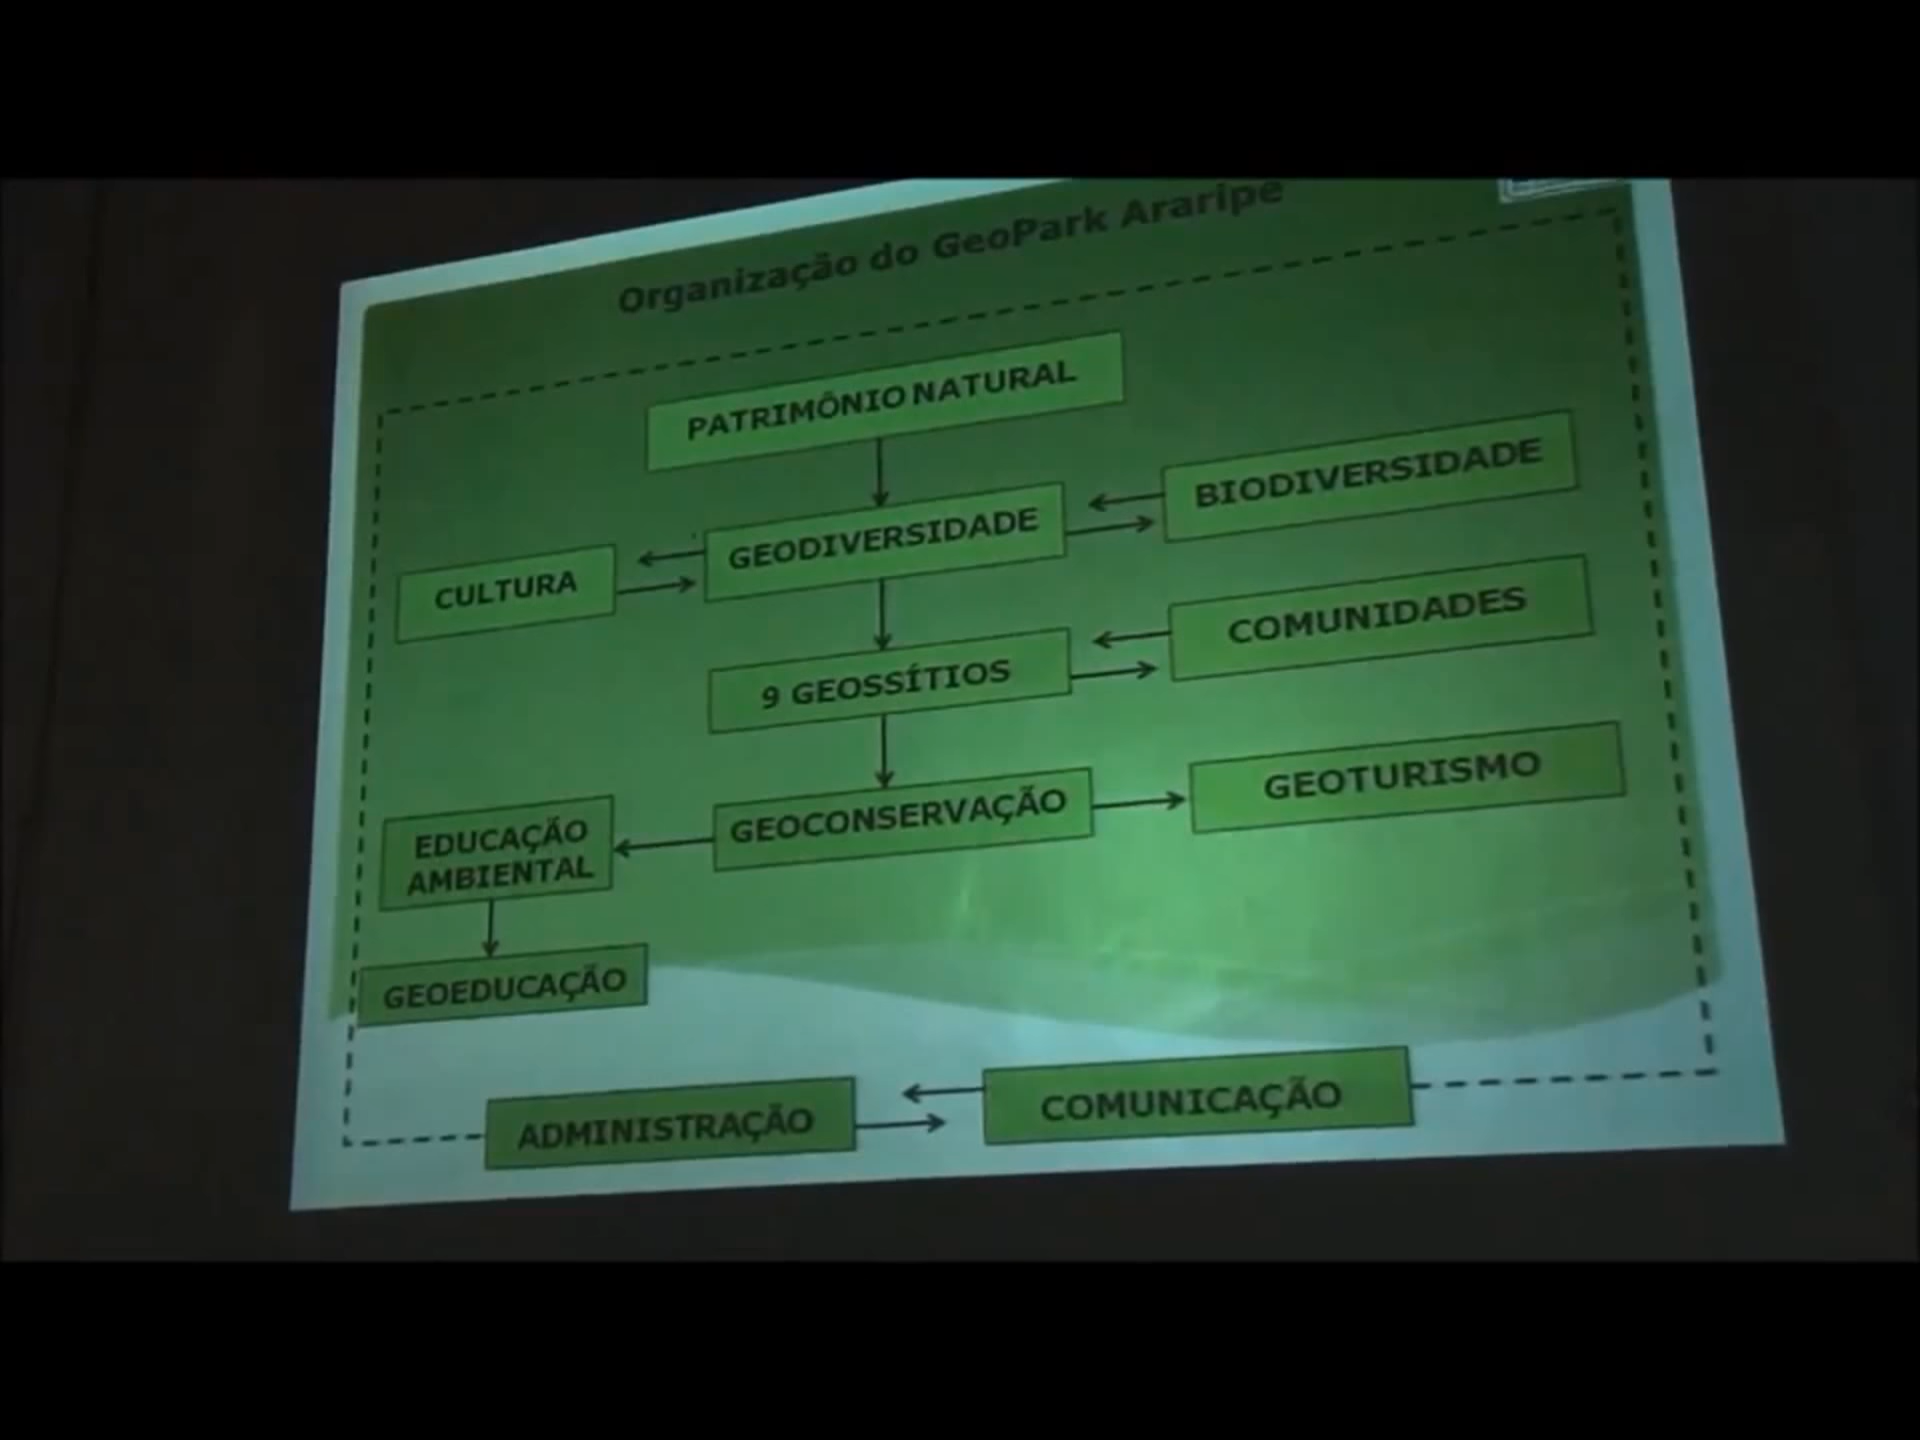 Organização do GeoPark Araripe
PATRIMÔNIO NATURAL
BIODIVERSIDADE
GEODIVERSIDADE
CULTURA
COMUNIDADES
9 GEOSSÍTIOS
GEOTURISMO
GEOCONSERVAÇÃO
EDUCAÇÃO
AMBIENTAL
GEOEDUCAÇÃO
COMUNICAÇÃO
ADMINISTRAÇÃO